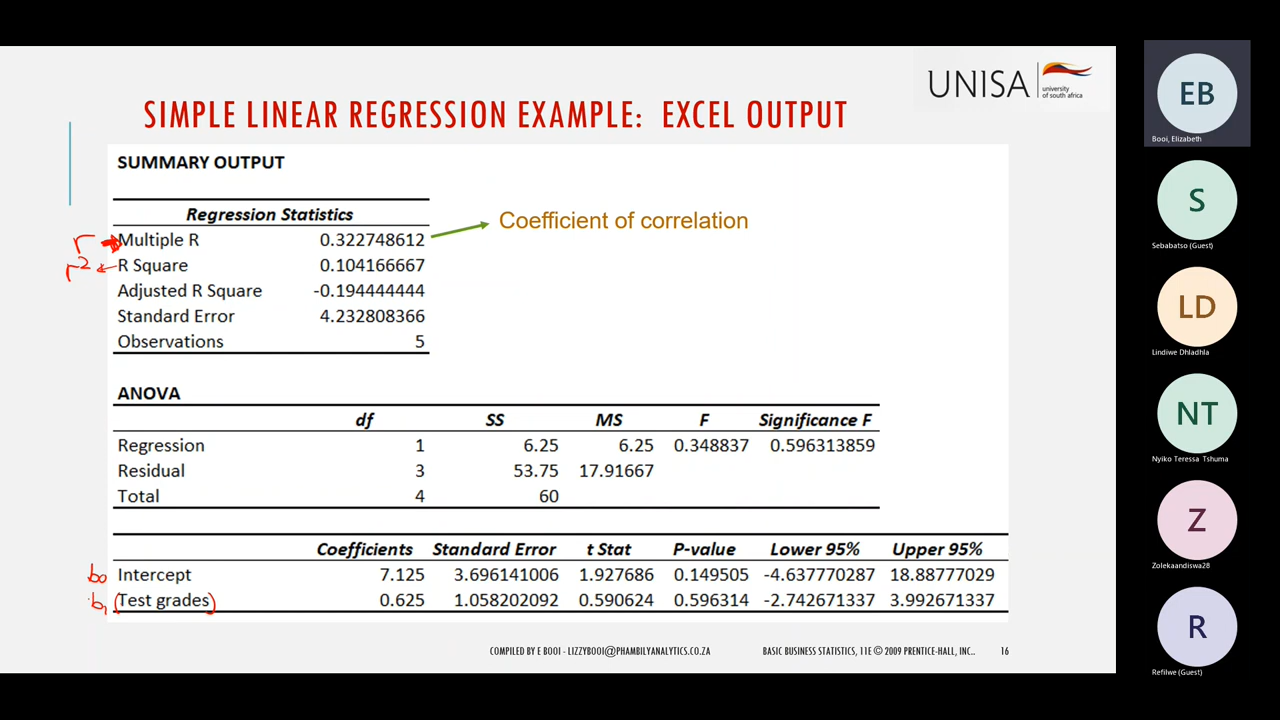 UNISA university of south africa
SIMPLE LINEAR REGRESSION EXAMPLE: EXCEL OUTPUT
SUMMARY OUTPUT
Regression Statistics
r Multiple R 0.322748612 Coefficient of correlation
r2 R Square 0.104166667
Adjusted R Square -0.194444444
Standard Error 4.232808366
Observations 5
ANOVA
df SS MS F Significance F
Regression 1 6.25 6.25 0.348837 0.596313859
Residual 3 53.75 17.91667
Total 4 60
Coefficients Standard Error t Stat P-value Lower 95% Upper 95%
b0 Intercept 7.125 3.696141006 1.927686 0.149505 -4.637770287 18.88777029
b1 (Test grades) 0.625 1.058202092 0.590624 0.596314 -2.742671337 3.992671337
COMPILED BY E BOOI - LIZZYBOOI@PHAMBILYANALYTICS.CO.ZA BASIC BUSINESS STATISTICS, 11E © 2009 PRENTICE-HALL, INC.. 16
EB
Booi, Elizabeth
S
Sebabatso (Guest)
LD
Lindiwe Dhladhla
NT
Nyiko Teressa Tshuma
Z
Zolekaandiswa28
R
Refilwe (Guest)